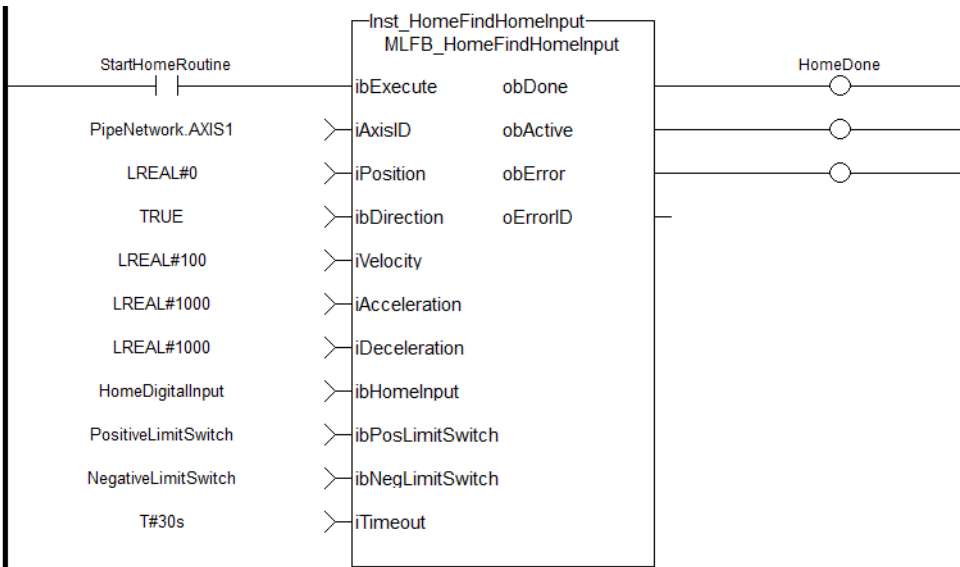 Inst_HomeFindHomeInput
MLFB_HomeFindHomeInput
StartHomeRoutine
HomeDone
ibExecute obDone
PipeNetwork.AXIS1 iAxisID obActive
LREAL#0 iPosition obError
TRUE ibDirection oErrorID
LREAL#100 iVelocity
LREAL#1000 iAcceleration
LREAL#1000 iDeceleration
HomeDigitalInput ibHomeInput
PositiveLimitSwitch ibPosLimitSwitch
NegativeLimitSwitch ibNegLimitSwitch
T#30s iTimeout